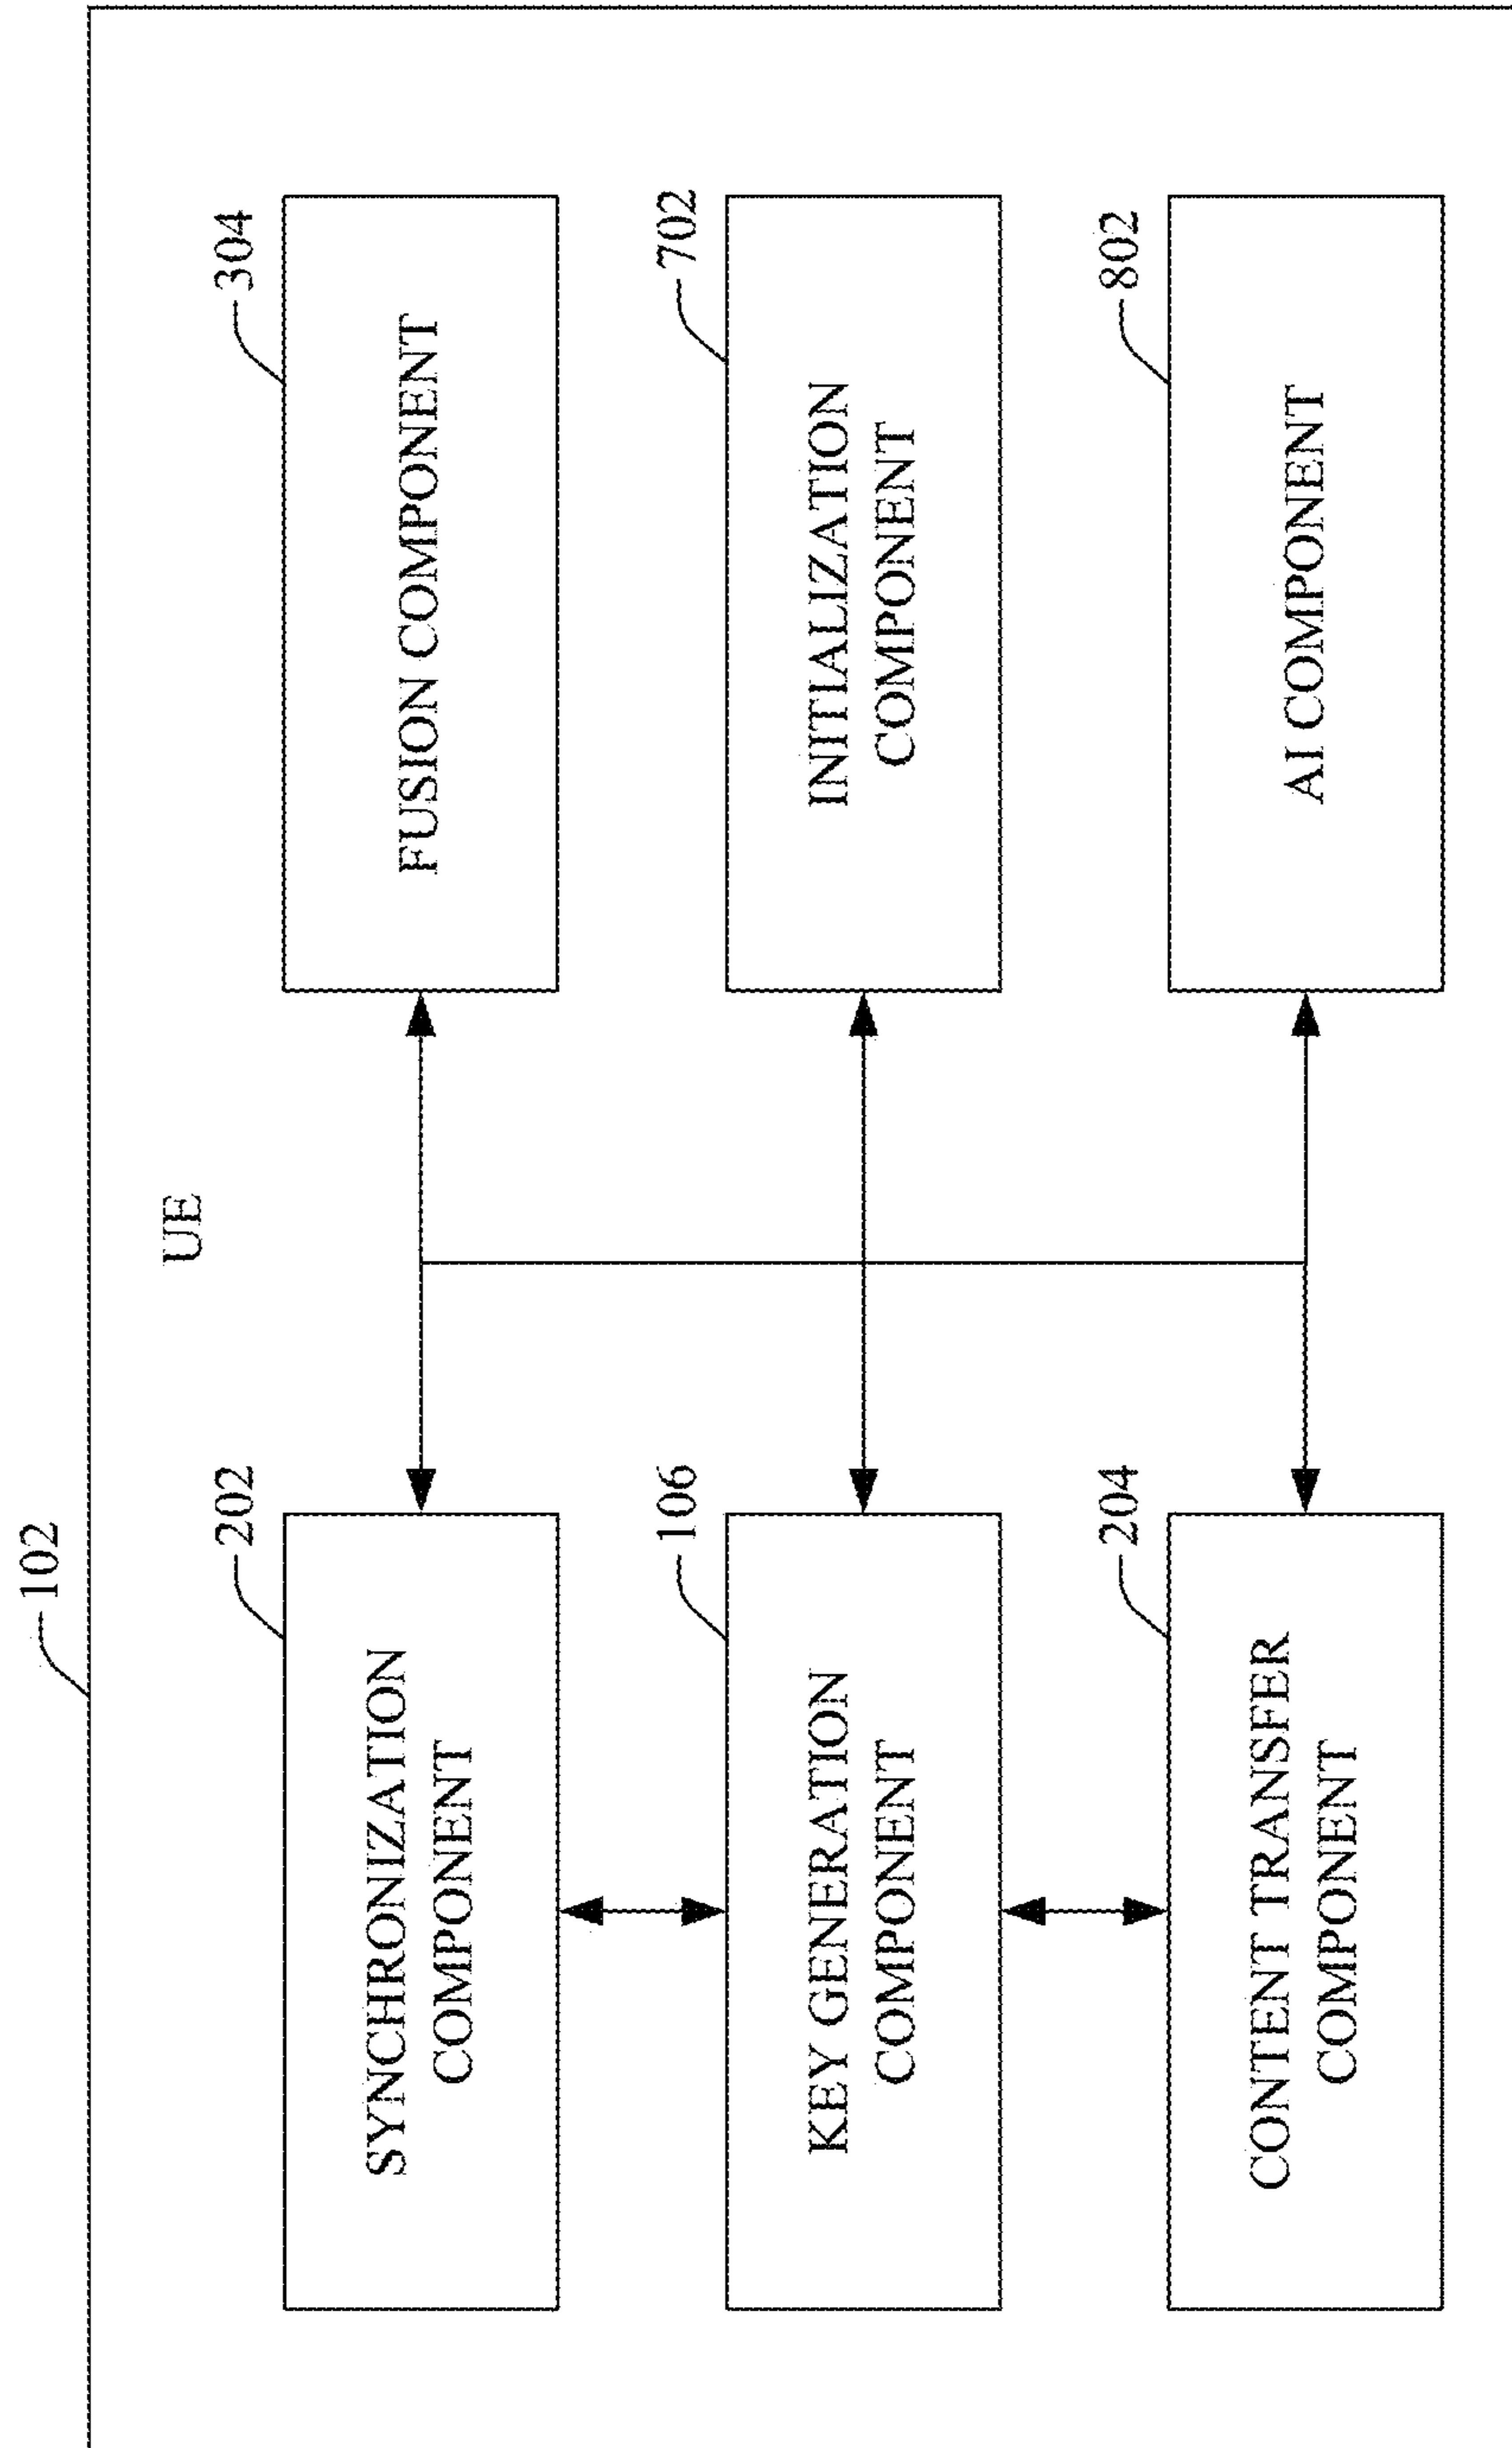 102
UE
202
SYNCHRONIZATION
COMPONENT
304
FUSION COMPONENT
106
KEY GENERATION
COMPONENT
702
INITIALIZATION
COMPONENT
204
CONTENT TRANSFER
COMPONENT
802
AI COMPONENT